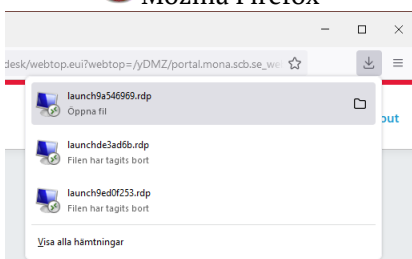 Mozilla Firefox
desk/webtop.eui?webtop=/yDMZ/portal.mona.scb.se_we
launch9a546969.rdp
Öppna fil
out
launchde3ad6b.rdp
Filen har tagits bort
launch9ed0f253.rdp
Filen har tagits bort
Visa alla hämtningar